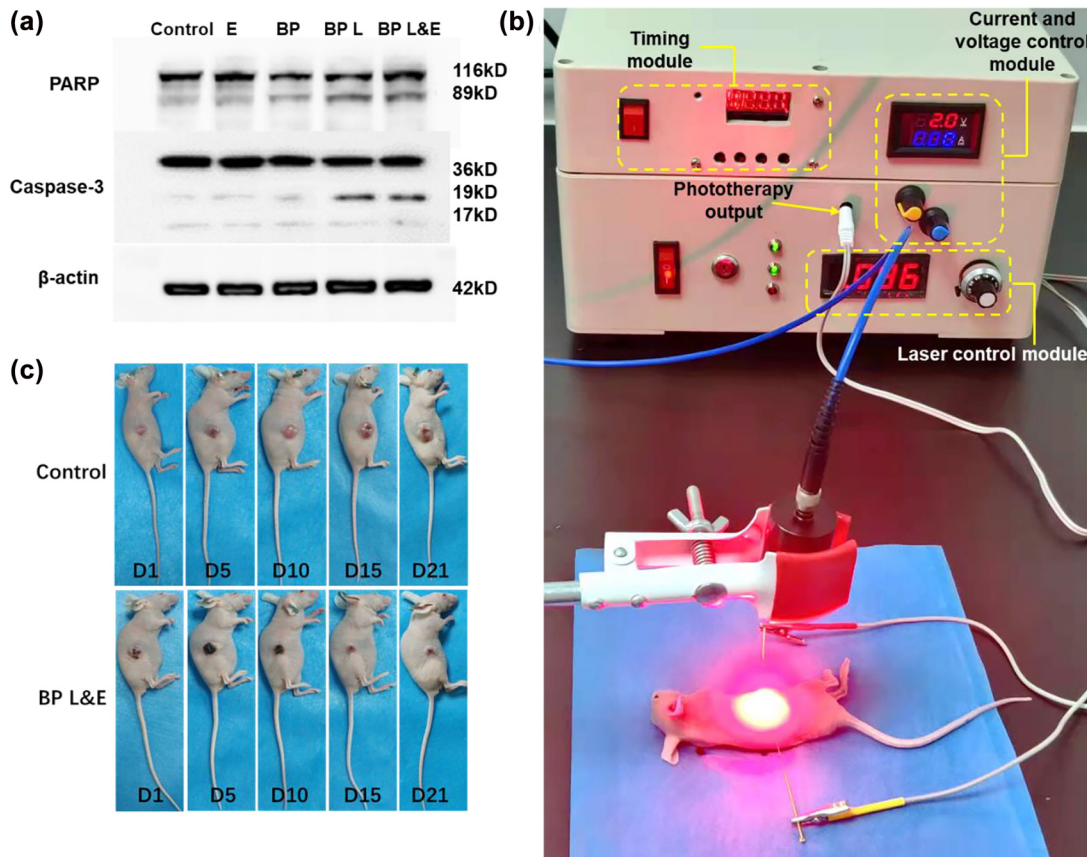 (a)
Control E BP BP L BP L&E
PARP
116kD
89kD
Caspase-3
36kD
19kD
17kD
β-actin
42kD
(b)
Timing
module
Current and
voltage control
module
2.0 V
A
Phototherapy
output
Laser control module
(c)
Control
D1 D5 D10 D15 D21
BP L&E
D1 D5 D10 D15 D21